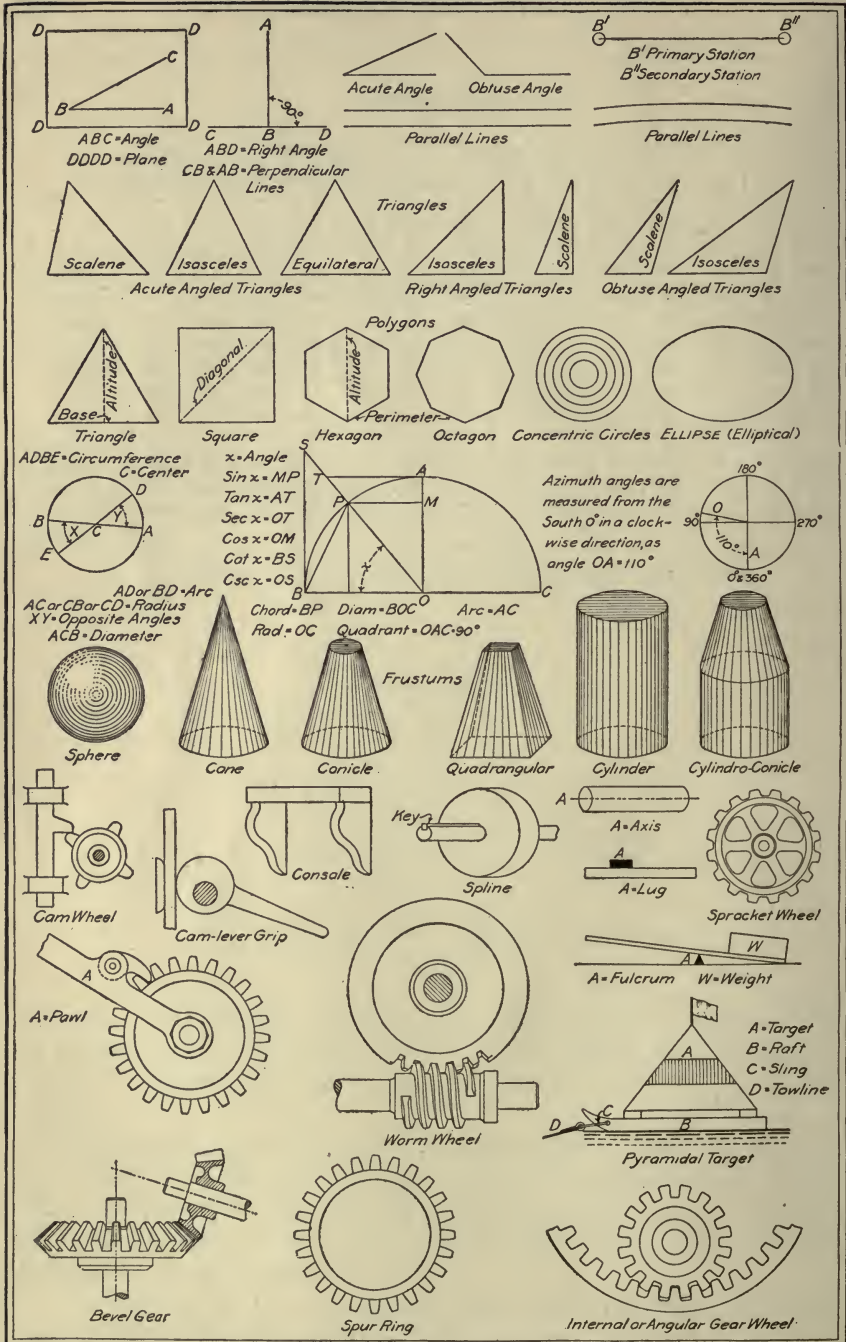 D D
C
B A
D D
ABC=Angle
DDDD=Plane
A
90°
C B D
ABD=Right Angle
CB & AB=Perpendicular
Lines
Acute Angle Obtuse Angle
Parallel Lines
B' B"
B' Primary Station
B" Secondary Station
Parallel Lines
Triangles
Scalene Isosceles Equilateral Isosceles Scalene Scalene Isosceles
Acute Angled Triangles Right Angled Triangles Obtuse Angled Triangles
Polygons
Altitude
Base
Diagonal
Altitude
Perimeter
Triangle Square Hexagon Octagon Concentric Circles ELLIPSE (Elliptical)
ADBE=Circumference
C=Center
D
B X C Y A
E
AD or BD=Arc
AC or CB or CD=Radius
XY=Opposite Angles
ACB=Diameter
x=Angle
Sin x=MP
Tan x=AT
Sec x=OT
Cos x=OM
Cot x=BS
Csc x=OS
S
T A
P M
x
B O C
Chord=BP Diam=BOC Arc=AC
Rad=OC Quadrant=OAC=90°
Azimuth angles are
measured from the
South 0° in a clock-
wise direction, as
angle OA=110°
180°
O
90° 270°
110°
A
0° & 360°
Frustums
Sphere Cone Conicle Quadrangular Cylinder Cylindro-Conicle
Cam Wheel
Cam-lever Grip
Console
Key
Spline
A
A=Axis
A
A=Lug
Sprocket Wheel
A
A=Pawl
Worm Wheel
W
A
A=Fulcrum W=Weight
A=Target
B=Raft
C=Sling
D=Towline
A
D C
B
Pyramidal Target
Bevel Gear
Spur Ring
Internal or Angular Gear Wheel